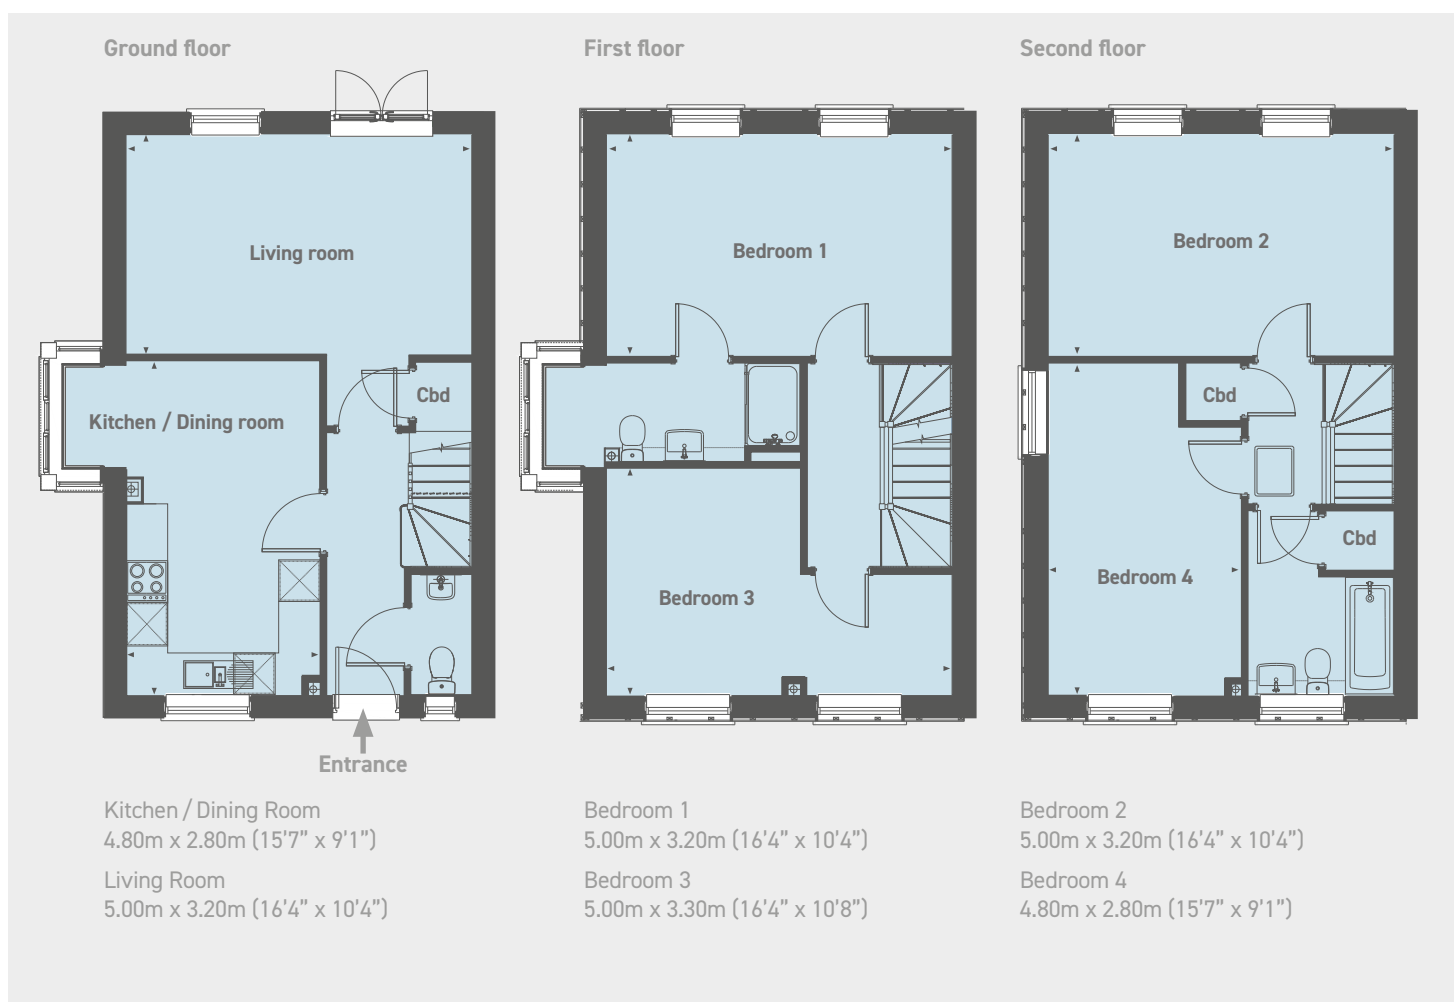 Ground floor
Living room
Cbd
Kitchen / Dining room
Entrance
Kitchen / Dining Room
4.80m x 2.80m (15’7” x 9’1”)
Living Room
5.00m x 3.20m (16’4” x 10’4”)
First floor
Bedroom 1
Bedroom 3
Bedroom 1
5.00m x 3.20m (16’4” x 10’4”)
Bedroom 3
5.00m x 3.30m (16’4” x 10’8”)
Second floor
Bedroom 2
Cbd
Cbd
Bedroom 4
Bedroom 2
5.00m x 3.20m (16’4” x 10’4”)
Bedroom 4
4.80m x 2.80m (15’7” x 9’1”)